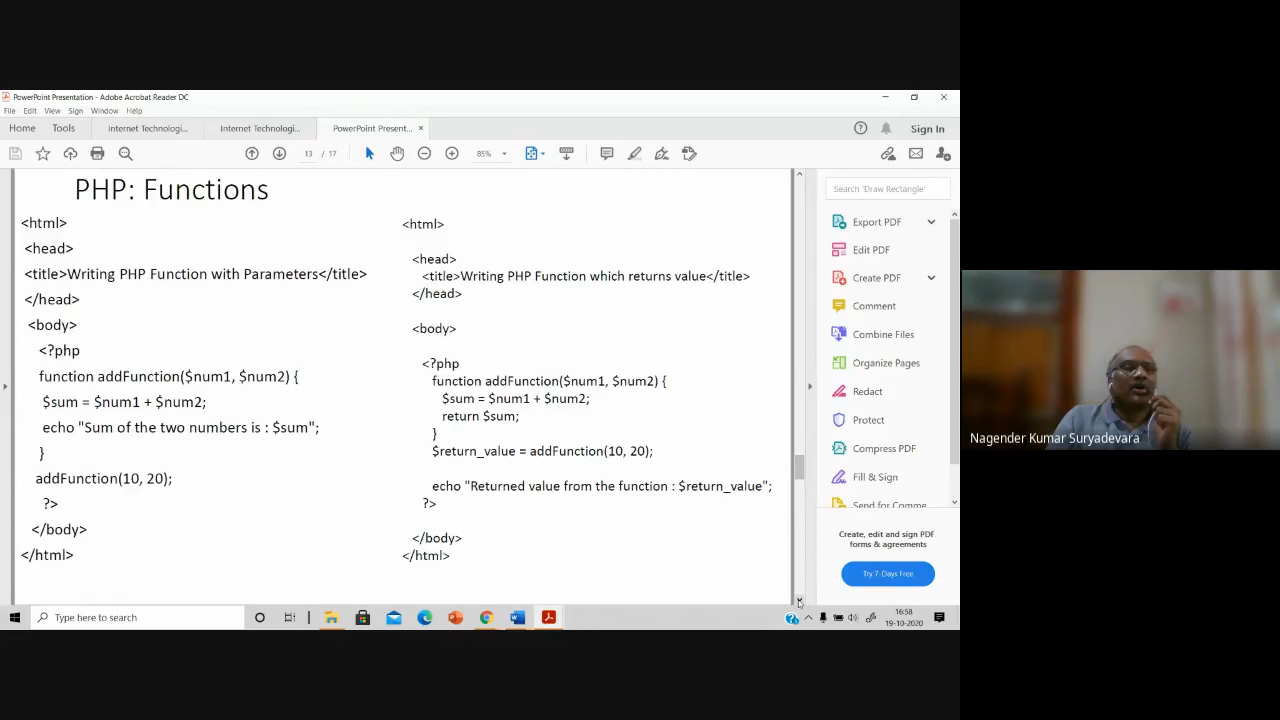 PowerPoint Presentation - Adobe Acrobat Reader DC
File Edit View Sign Window Help
Home Tools Internet Technologi... Internet Technologi... PowerPoint Present... × Sign In
13 / 17 85%
PHP: Functions
<html>
<head>
<title>Writing PHP Function with Parameters</title>
</head>
<body>
<?php
function addFunction($num1, $num2) {
$sum = $num1 + $num2;
echo "Sum of the two numbers is : $sum";
}
addFunction(10, 20);
?>
</body>
</html>
<html>
<head>
<title>Writing PHP Function which returns value</title>
</head>
<body>
<?php
function addFunction($num1, $num2) {
$sum = $num1 + $num2;
return $sum;
}
$return_value = addFunction(10, 20);
echo "Returned value from the function : $return_value";
?>
</body>
</html>
Search 'Draw Rectangle'
Export PDF
Edit PDF
Create PDF
Comment
Combine Files
Organize Pages
Redact
Protect
Compress PDF
Fill & Sign
Send for Comme
Create, edit and sign PDF
forms & agreements
Try 7-Days Free
Nagender Kumar Suryadevara
Type here to search
16:58
19-10-2020